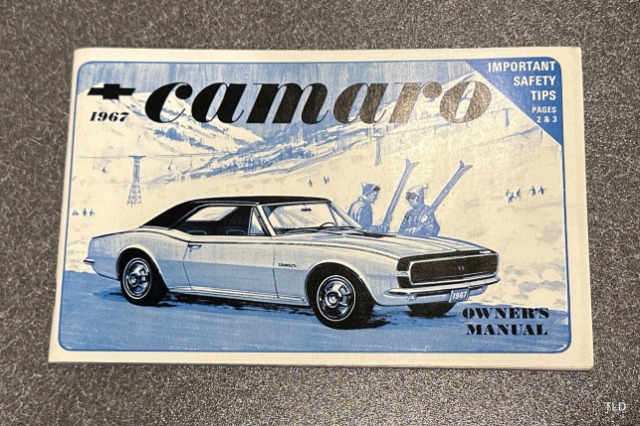 camaro
1967
IMPORTANT
SAFETY
TIPS
PAGES
2 & 3
1967
OWNER'S
MANUAL
TLD